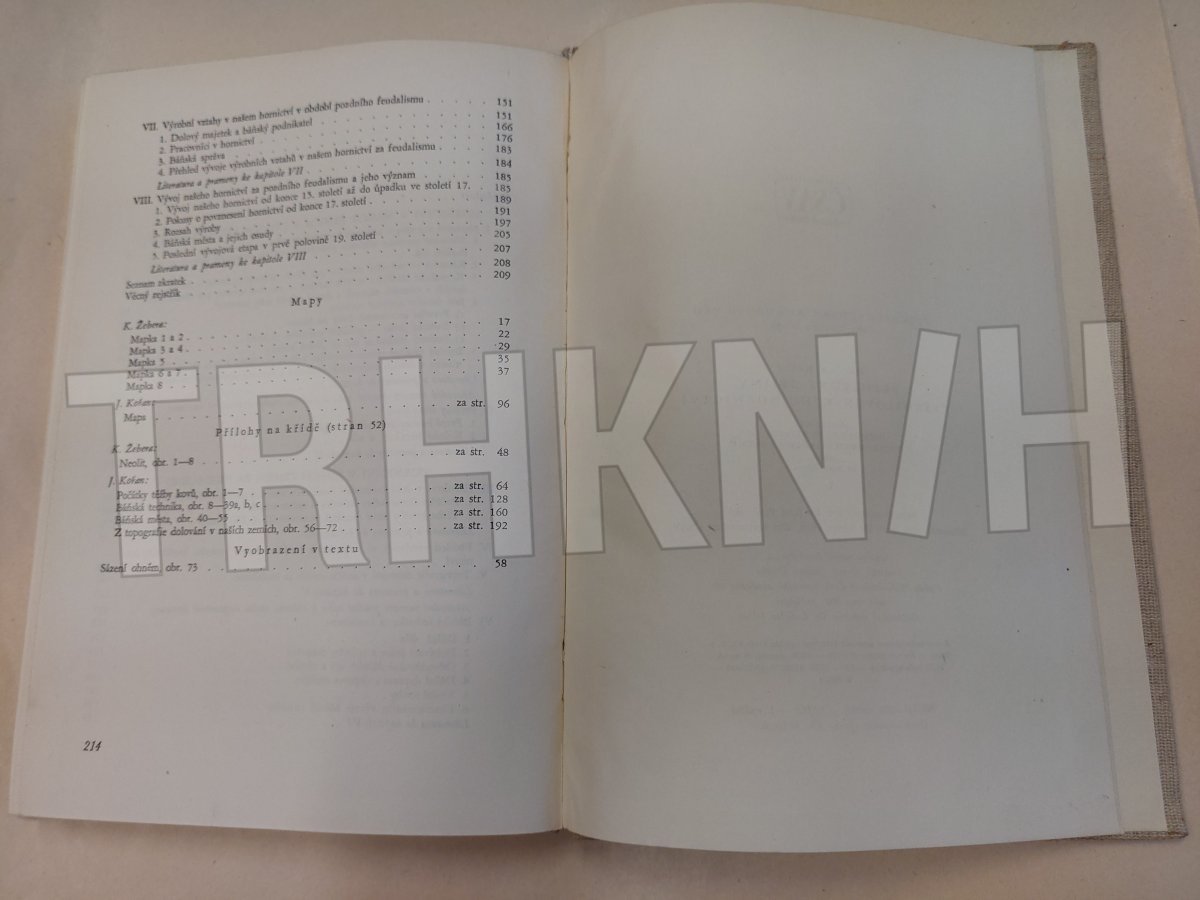 VII. Výrobní vztahy v našem hornictví v období pozdního feudalismu . . . . . 151
1. Dolový majetek a báňský podnikatel . . . . . 151
2. Pracovníci v hornictví . . . . . 166
3. Báňská správa . . . . . 176
4. Přehled vývoje výrobních vztahů v našem hornictví za feudalismu . . . . . 183
Literatura a prameny ke kapitole VII . . . . . 184
VIII. Vývoj našeho hornictví za pozdního feudalismu a jeho význam . . . . . 185
1. Vývoj našeho hornictví od konce 15. století až do úpadku ve století 17. . 185
2. Pokusy o povznesení hornictví od konce 17. století . . . . . 189
3. Rozsah výroby . . . . . 191
4. Báňská města a jejich osudy . . . . . 197
5. Poslední vývojová etapa v prvé polovině 19. století . . . . . 205
Literatura a prameny ke kapitole VIII . . . . . 207
Seznam zkratek . . . . . 208
Věcný rejstřík . . . . . 209
Mapy
K. Žebera:
Mapka 1 a 2 . . . . . 17
Mapka 3 a 4 . . . . . 22
Mapka 5 . . . . . 29
Mapka 6 a 7 . . . . . 35
Mapka 8 . . . . . 37
J. Kořan:
Mapa . . . . . za str. 96
Přílohy na křídě (stran 52)
K. Žebera:
Neolit, obr. 1—8 . . . . . za str. 48
J. Kořan:
Počátky těžby kovů, obr. 1—7 . . . . . za str. 64
Báňská technika, obr. 8—39a, b, c . . . . . za str. 128
Báňská města, obr. 40—55 . . . . . za str. 160
Z topografie dolování v našich zemích, obr. 56—72 . . . . . za str. 192
Vyobrazení v textu
Sázení ohněm, obr. 73 . . . . . 58
214
TRHKNIH